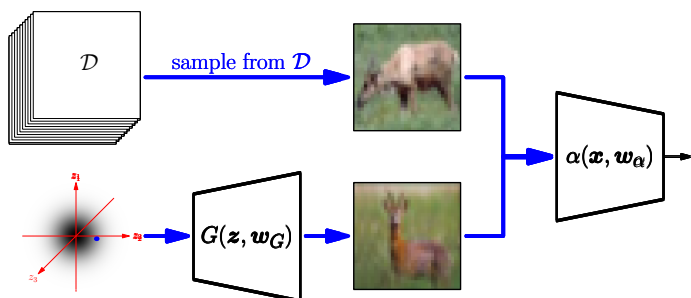 𝒟
sample from 𝒟
α(x, w_α)
z₁
z₂
z₃
G(z, w_G)